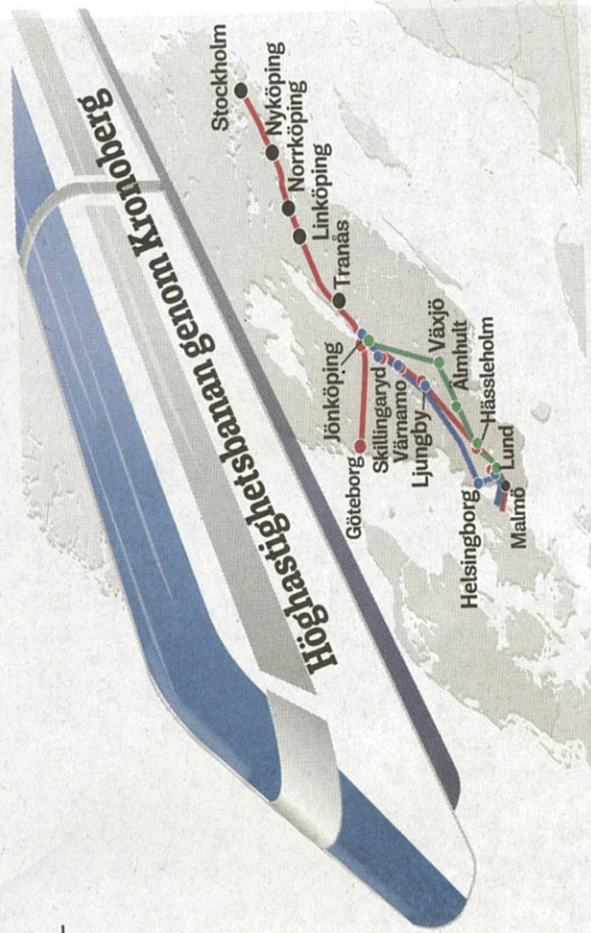 Höghastighetsbanan genom Kronoberg
Stockholm
Nyköping
Norrköping
Linköping
Tranås
Jönköping
Göteborg
Skillingaryd
Värnamo
Ljungby
Växjö
Älmhult
Hässleholm
Helsingborg
Lund
Malmö